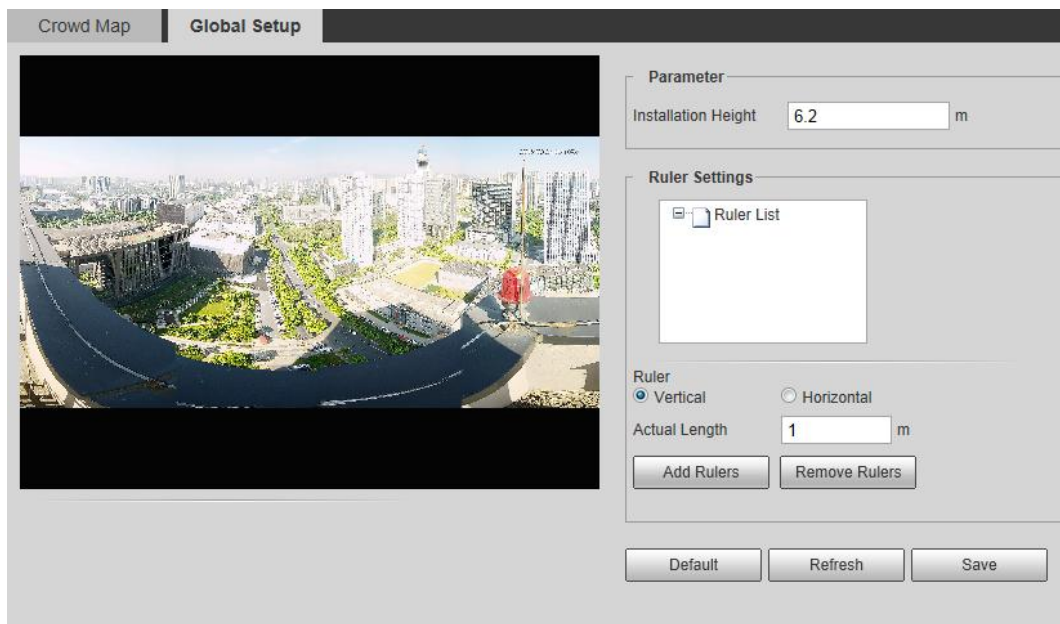 Crowd Map
Global Setup
Parameter
Installation Height 6.2 m
Ruler Settings
Ruler List
Ruler
Vertical Horizontal
Actual Length 1 m
Add Rulers Remove Rulers
Default Refresh Save